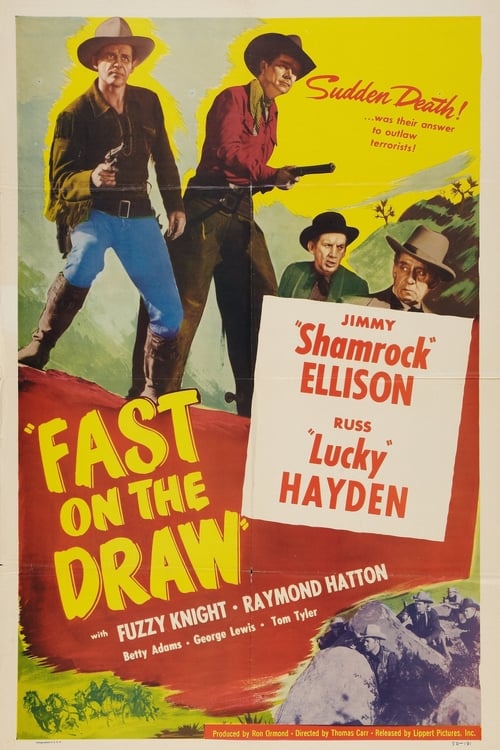 Sudden Death!
...was their answer
to outlaw
terrorists!
JIMMY
"Shamrock"
ELLISON
RUSS
"Lucky"
HAYDEN
"FAST
ON THE
DRAW"
with FUZZY KNIGHT • RAYMOND HATTON
Betty Adams • George Lewis • Tom Tyler
Produced by Ron Ormond • Directed by Thomas Carr • Released by Lippert Pictures, Inc.